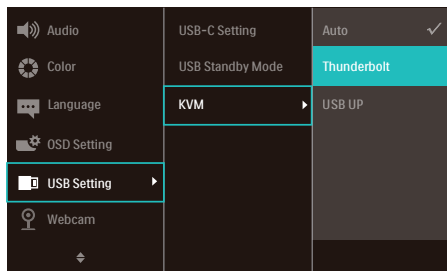 Audio
Color
Language
OSD Setting
USB Setting
Webcam
USB-C Setting
USB Standby Mode
KVM
Auto
Thunderbolt
USB UP